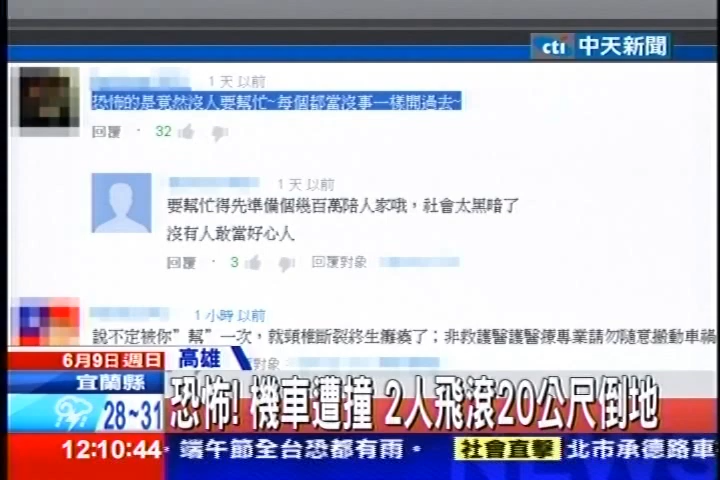 cti 中天新聞
1 天 以前
恐怖的是竟然沒人要幫忙~每個都當沒事一樣開過去~
回覆 · 32
1 天 以前
要幫忙得先準備個幾百萬陪人家哦，社會太黑暗了
沒有人敢當好心人
回覆 · 3 回覆對象
1 小時 以前
說不定被你”幫”一次，就頸椎斷裂終生癱瘓了；非救護醫護醫療專業請勿隨意搬動車禍
對象
6月9日週日 高雄
宜蘭縣
28~31
恐怖! 機車遭撞 2人飛滾20公尺倒地
12:10:44 端午節全台恐都有雨。 社會直擊 北市承德路車
NEWS